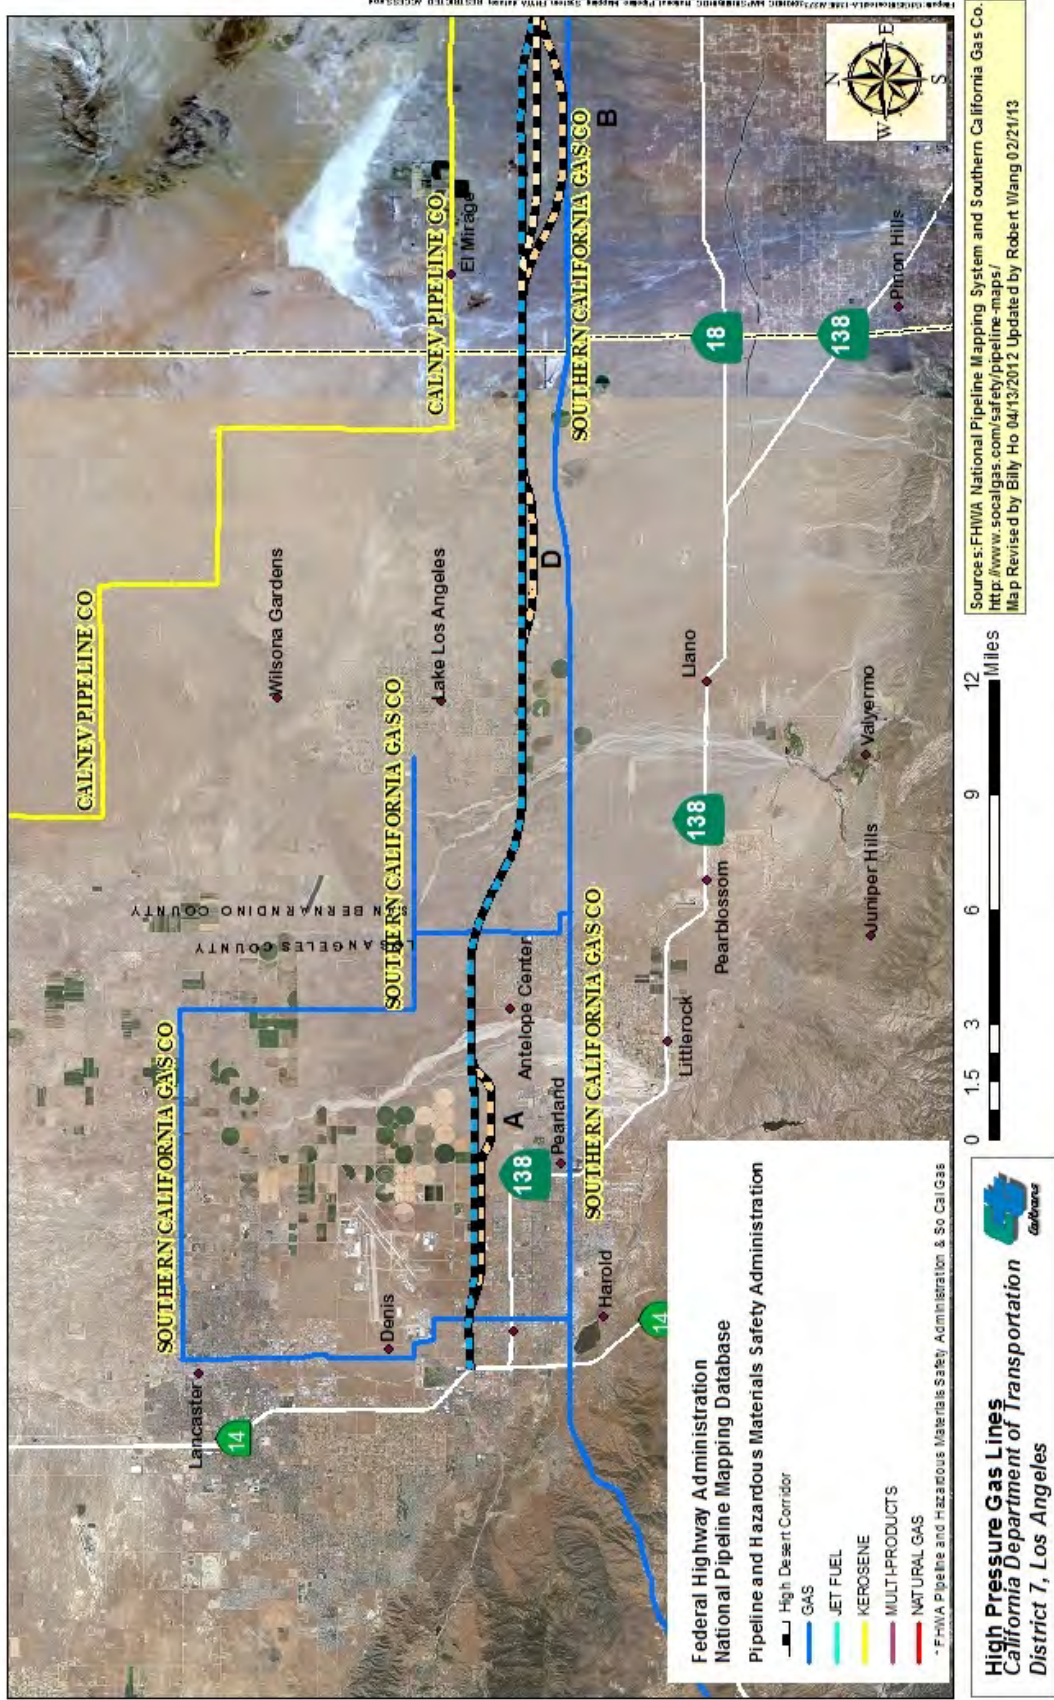 CALNEV PIPELINE CO
Wilsona Gardens
Lake Los Angeles
CALNEV PIPELINE CO
El Mirage
SOUTHERN CALIFORNIA GAS CO
Lancaster
14
Denis
LOS ANGELES COUNTY
SAN BERNARNDINO COUNTY
SOUTHERN CALIFORNIA GAS CO
Antelope Center
A
138
Pearland
SOUTHERN CALIFORNIA GAS CO
Harold
14
Littlerock
Pearblossom
138
Llano
Juniper Hills
Valyermo
D
SOUTHERN CALIFORNIA GAS CO
B
18
138
Pinon Hills
N
E
S
W
Federal Highway Administration
National Pipeline Mapping Database
Pipeline and Hazardous Materials Safety Administration
High Desert Corridor
GAS
JET FUEL
KEROSENE
MULTI-PRODUCTS
NATURAL GAS
* FHWA Pipeline and Hazardous Materials Safety Administration & So Cal Gas
High Pressure Gas Lines
California Department of Transportation
District 7, Los Angeles
Caltrans
0 1.5 3 6 9 12
Miles
Sources:FHWA National Pipeline Mapping System and Southern California Gas Co.
http://www.socalgas.com/safety/pipeline-maps/
Map Revised by Billy Ho 04/13/2012 Updated by Robert Wang 02/21/13